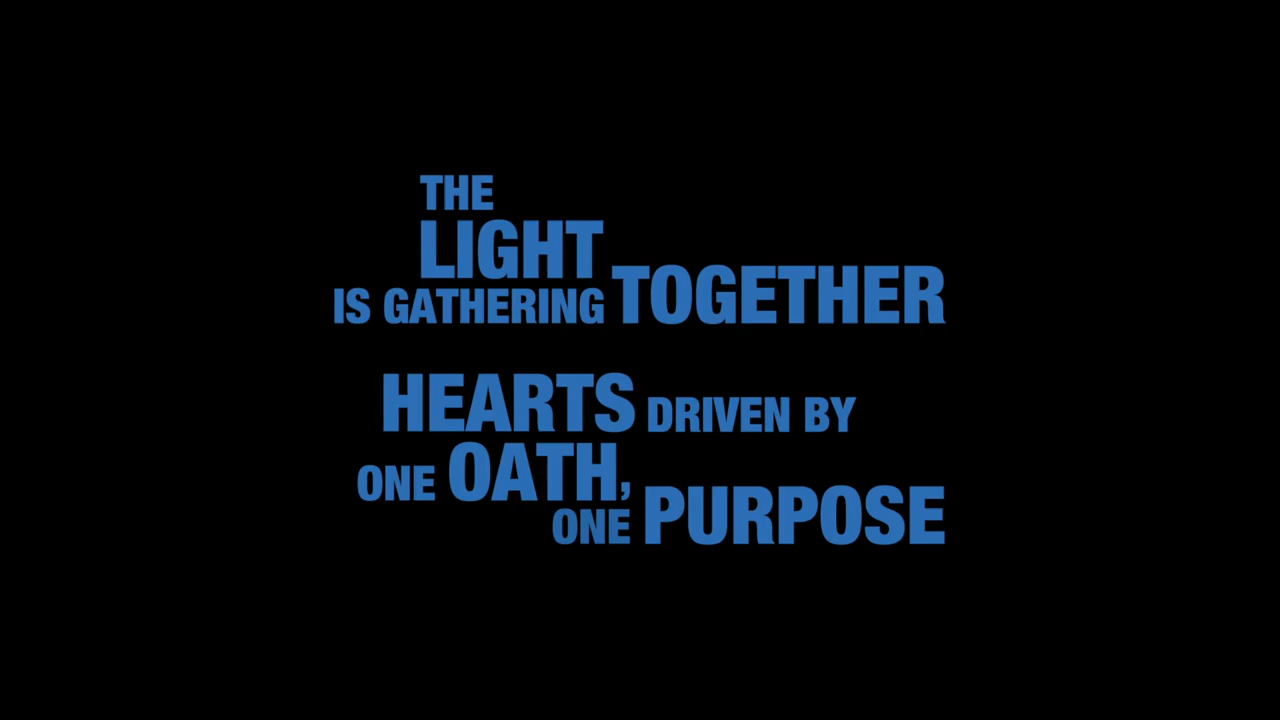 THE
LIGHT
IS GATHERING TOGETHER
HEARTS DRIVEN BY
ONE OATH,
ONE PURPOSE